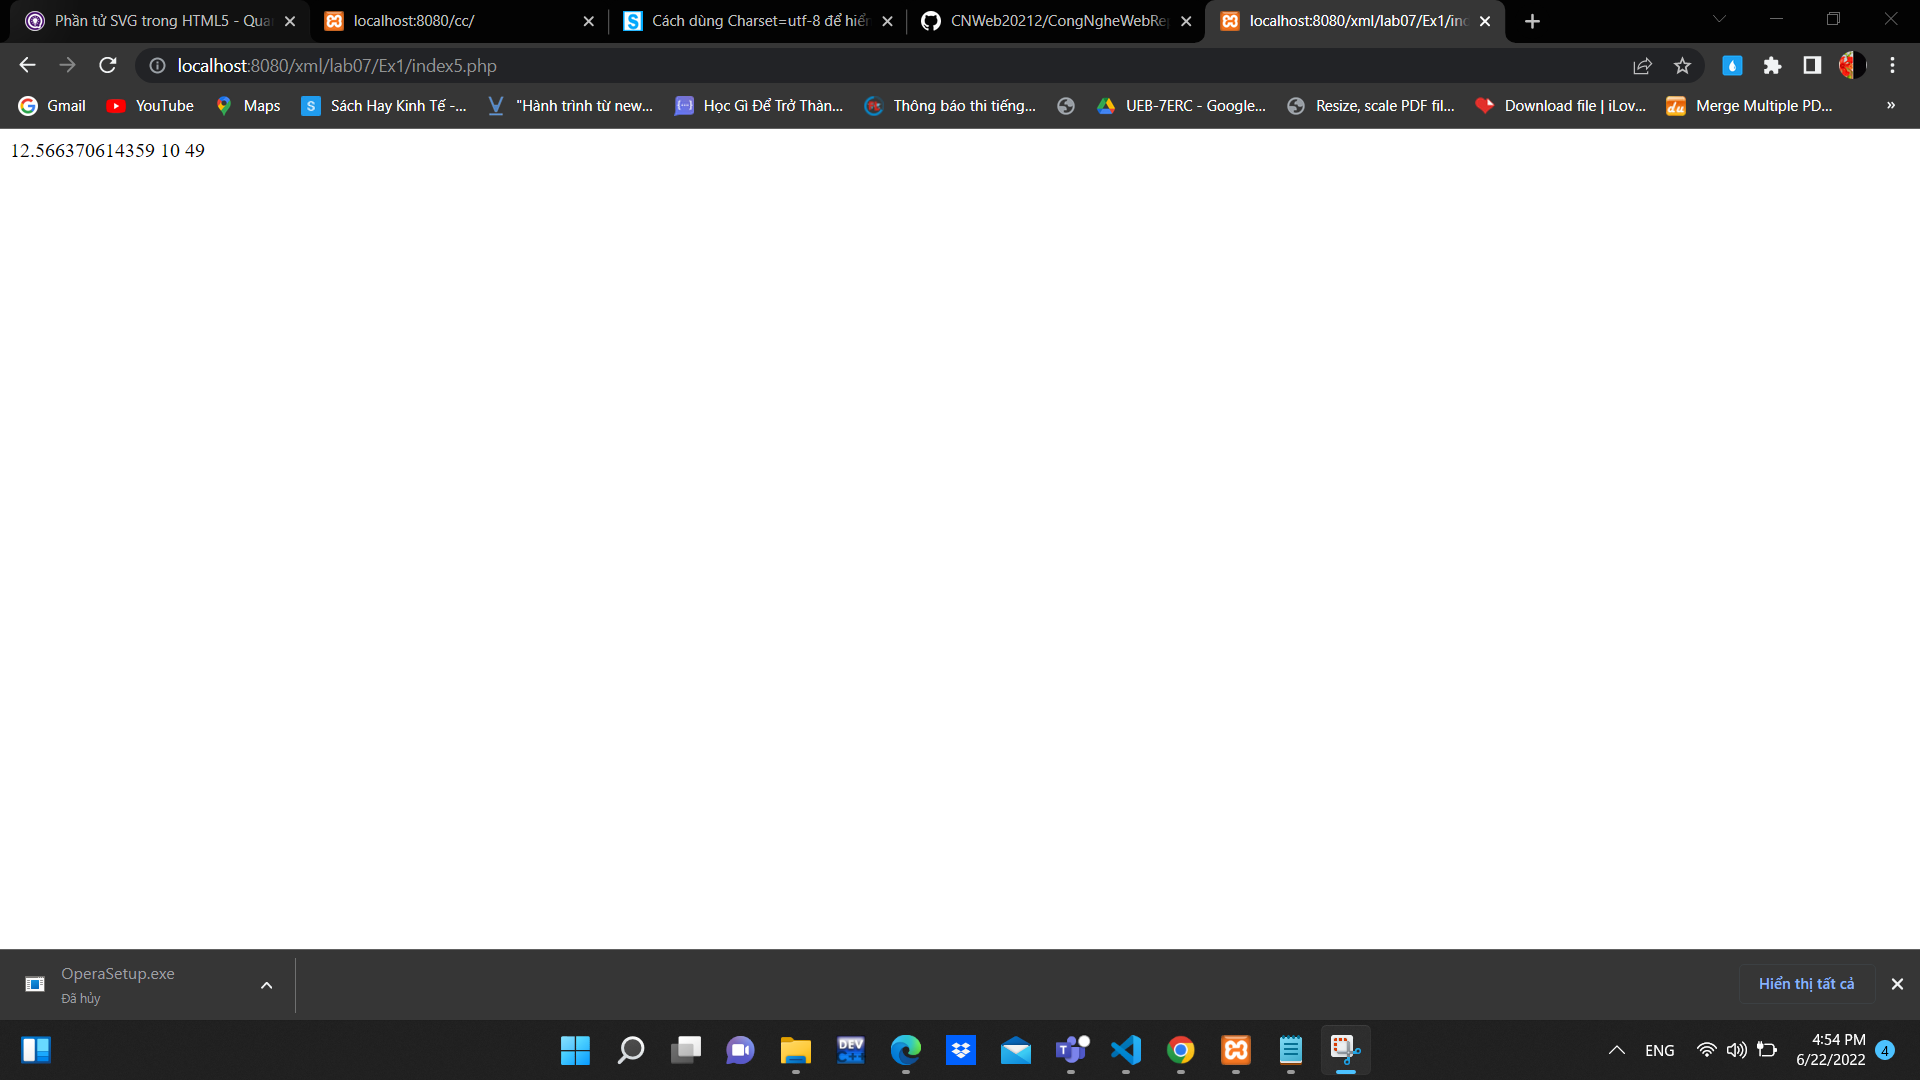 Phần tử SVG trong HTML5 - Qua
localhost:8080/cc/
Cách dùng Charset=utf-8 để hiển
CNWeb20212/CongNgheWebRep
localhost:8080/xml/lab07/Ex1/ind
localhost:8080/xml/lab07/Ex1/index5.php
Gmail
YouTube
Maps
Sách Hay Kinh Tế -...
"Hành trình từ new...
Học Gì Để Trở Thàn...
Thông báo thi tiếng...
UEB-7ERC - Google...
Resize, scale PDF fil...
Download file | iLov...
Merge Multiple PD...
»
12.566370614359 10 49
OperaSetup.exe
Đã hủy
Hiển thị tất cả
DEV
C++
ENG
4:54 PM
6/22/2022
4